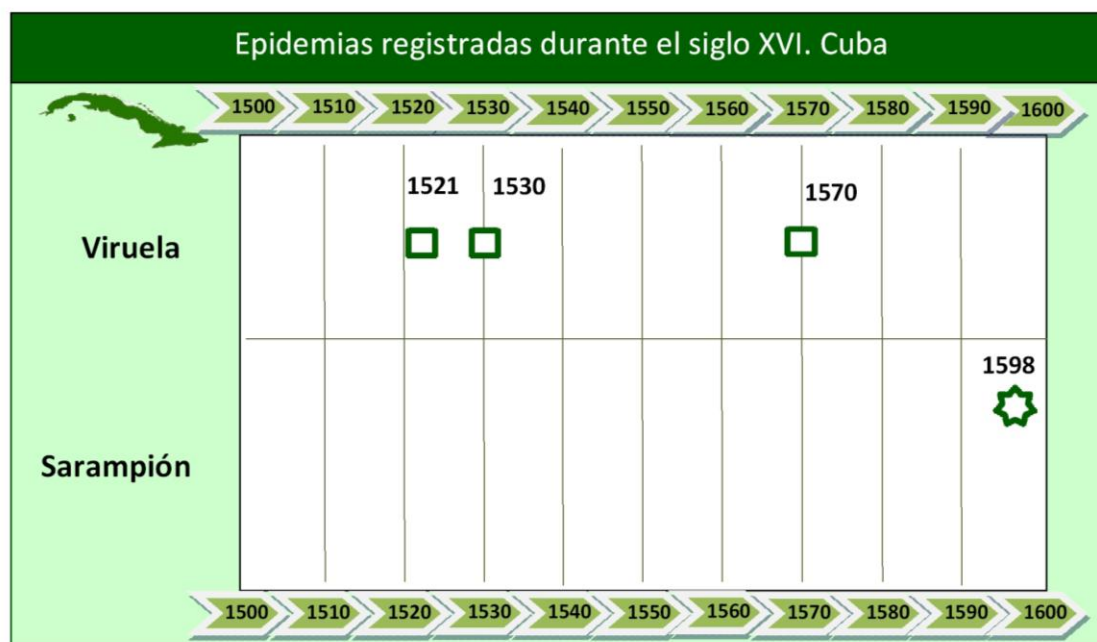 Epidemias registradas durante el siglo XVI. Cuba
1500 1510 1520 1530 1540 1550 1560 1570 1580 1590 1600
1521 1530 1570
Viruela
1598
Sarampión
1500 1510 1520 1530 1540 1550 1560 1570 1580 1590 1600